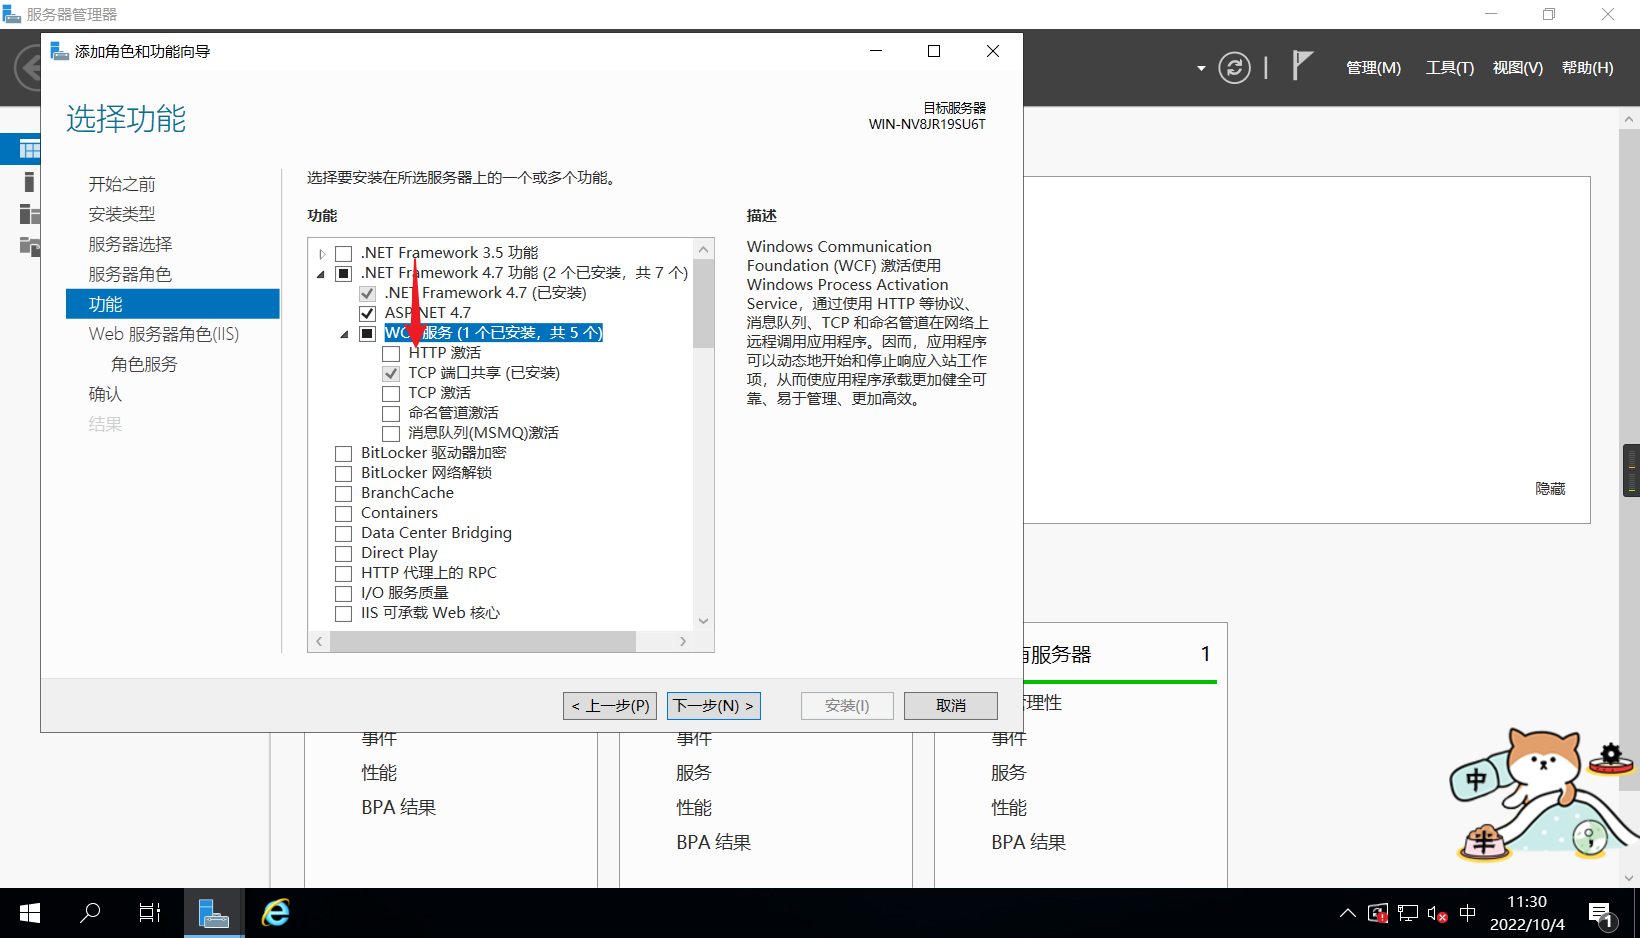 服务器管理器
管理(M)
工具(T)
视图(V)
帮助(H)
添加角色和功能向导
选择功能
目标服务器
WIN-NV8JR19SU6T
开始之前
安装类型
服务器选择
服务器角色
功能
Web 服务器角色(IIS)
角色服务
确认
结果
选择要安装在所选服务器上的一个或多个功能。
功能
.NET Framework 3.5 功能
.NET Framework 4.7 功能 (2 个已安装，共 7 个)
.NET Framework 4.7 (已安装)
ASP.NET 4.7
WCF 服务 (1 个已安装，共 5 个)
HTTP 激活
TCP 端口共享 (已安装)
TCP 激活
命名管道激活
消息队列(MSMQ)激活
BitLocker 驱动器加密
BitLocker 网络解锁
BranchCache
Containers
Data Center Bridging
Direct Play
HTTP 代理上的 RPC
I/O 服务质量
IIS 可承载 Web 核心
描述
Windows Communication
Foundation (WCF) 激活使用
Windows Process Activation
Service，通过使用 HTTP 等协议、
消息队列、TCP 和命名管道在网络上
远程调用应用程序。因而，应用程序
可以动态地开始和停止响应入站工作
项，从而使应用程序承载更加健全可
靠、易于管理、更加高效。
< 上一步(P)
下一步(N) >
安装(I)
取消
隐藏
有服务器
1
管理性
事件
性能
BPA 结果
事件
服务
性能
BPA 结果
事件
服务
性能
BPA 结果
中
半
中
11:30
2022/10/4
1